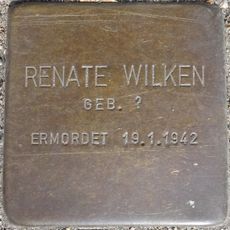 RENATE WILKEN
GEB. ?
ERMORDET 19.1.1942